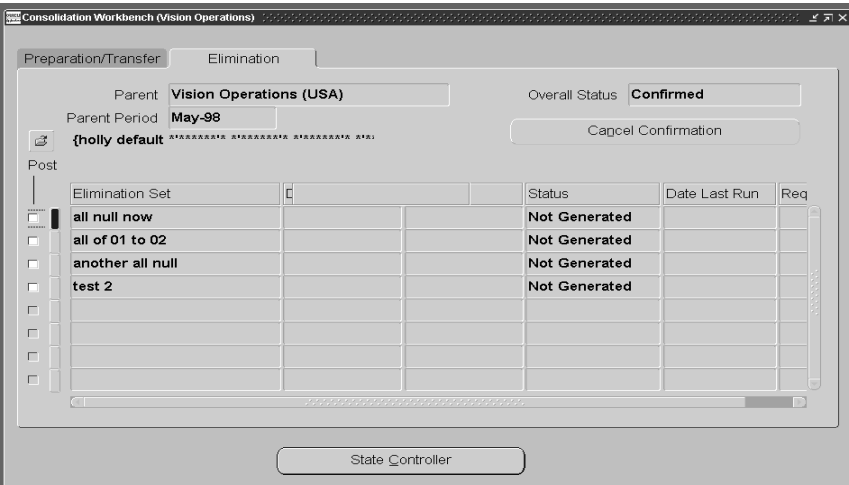 Consolidation Workbench (Vision Operations)
Preparation/Transfer Elimination
Parent Vision Operations (USA) Overall Status Confirmed
Parent Period May-98
Cancel Confirmation
{holly default
Post
Elimination Set Status Date Last Run Req
all null now Not Generated
all of 01 to 02 Not Generated
another all null Not Generated
test 2 Not Generated
State Controller